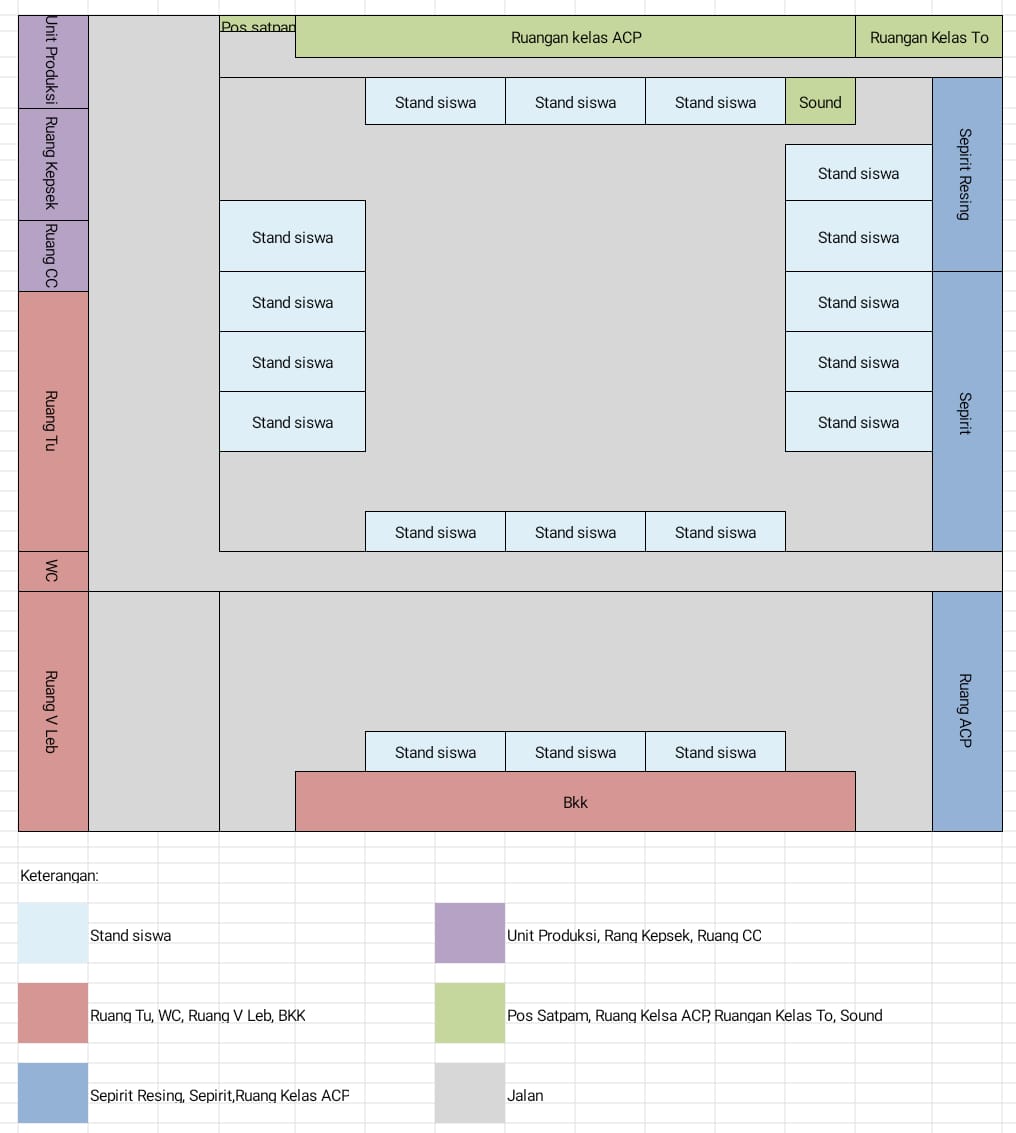 Unit Produksi
Pos satpam
Ruangan kelas ACP
Ruangan Kelas To
Stand siswa
Stand siswa
Stand siswa
Sound
Sepirit Resing
Ruang Kepsek
Stand siswa
Ruang CC
Stand siswa
Stand siswa
Stand siswa
Stand siswa
Ruang Tu
Stand siswa
Stand siswa
Sepirit
Stand siswa
Stand siswa
Stand siswa
Stand siswa
Stand siswa
WC
Ruang V Leb
Ruang ACP
Stand siswa
Stand siswa
Stand siswa
Bkk
Keterangan:
Stand siswa
Unit Produksi, Rang Kepsek, Ruang CC
Ruang Tu, WC, Ruang V Leb, BKK
Pos Satpam, Ruang Kelsa ACP, Ruangan Kelas To, Sound
Sepirit Resing, Sepirit,Ruang Kelas ACP
Jalan